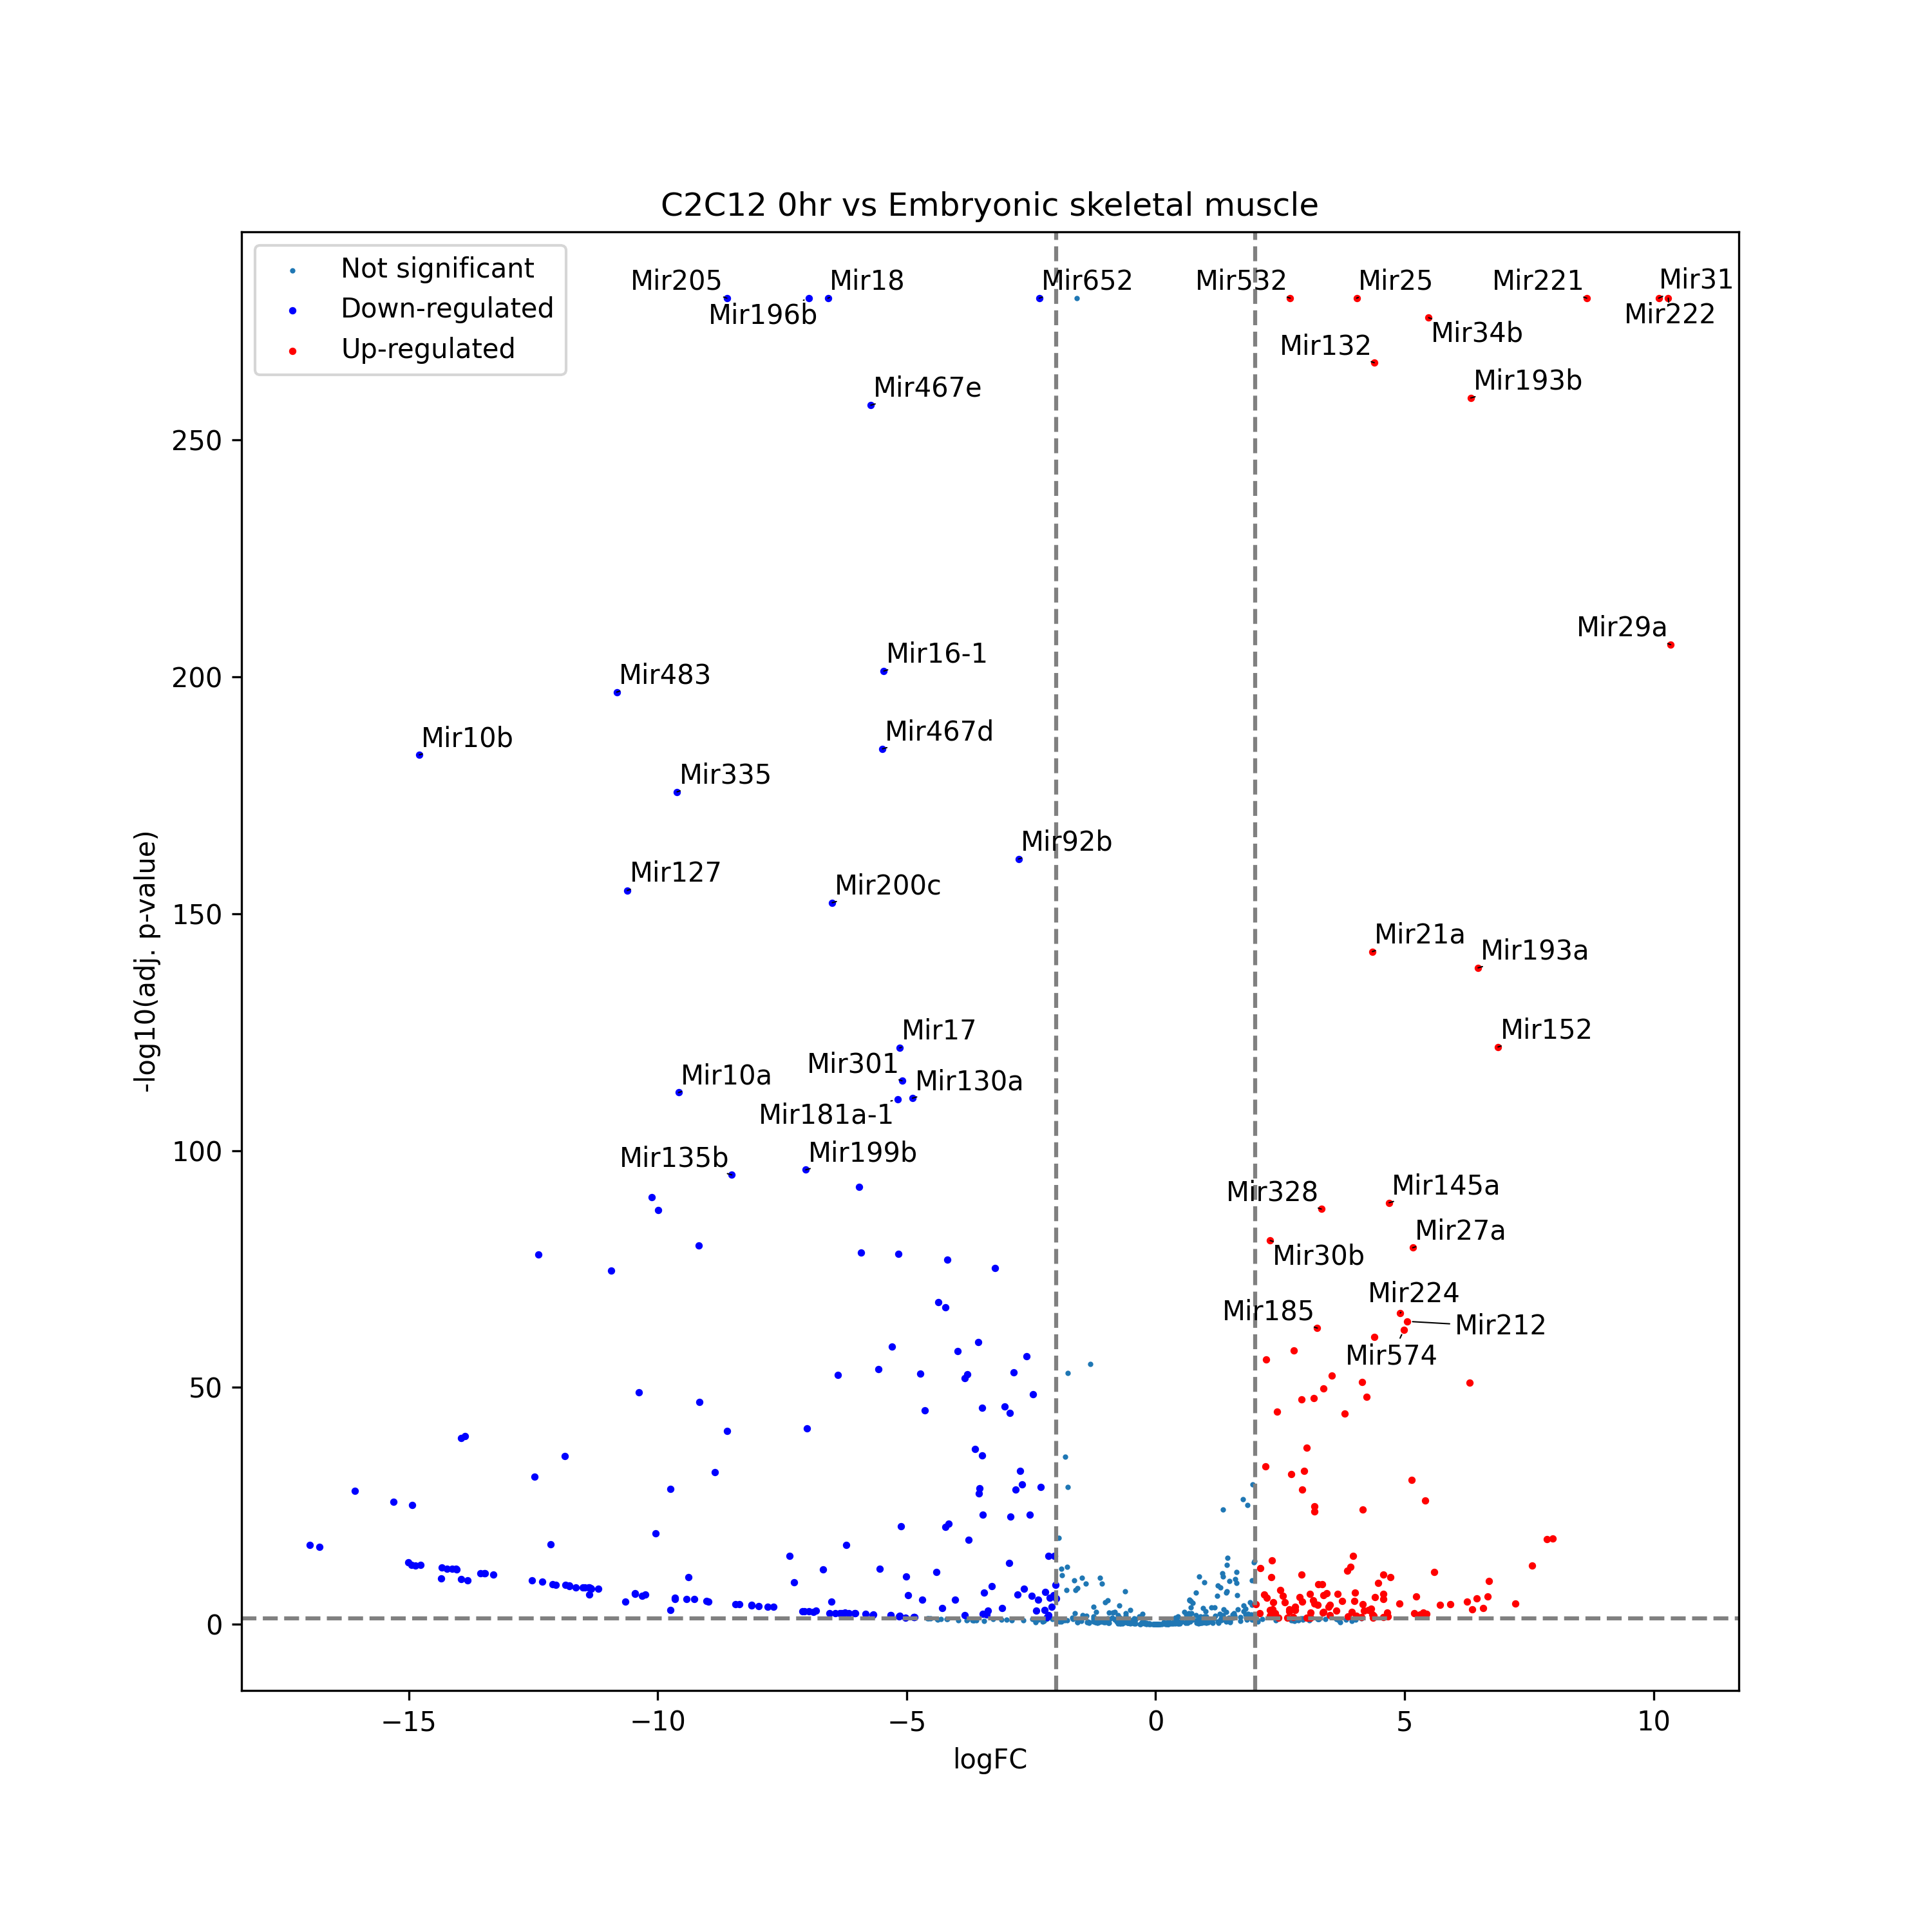 C2C12 0hr vs Embryonic skeletal muscle
Not significant
Down-regulated
Up-regulated
Mir205
Mir196b
Mir18
Mir652
Mir532
Mir25
Mir221
Mir31
Mir222
Mir34b
Mir132
Mir193b
Mir467e
Mir29a
Mir16-1
Mir483
Mir467d
Mir10b
Mir335
Mir92b
Mir127
Mir200c
Mir21a
Mir193a
Mir17
Mir152
Mir301
Mir10a
Mir130a
Mir181a-1
Mir199b
Mir135b
Mir328
Mir145a
Mir27a
Mir30b
Mir224
Mir185
Mir212
Mir574
250
200
150
100
50
0
-log10(adj. p-value)
−15
−10
−5
0
5
10
logFC